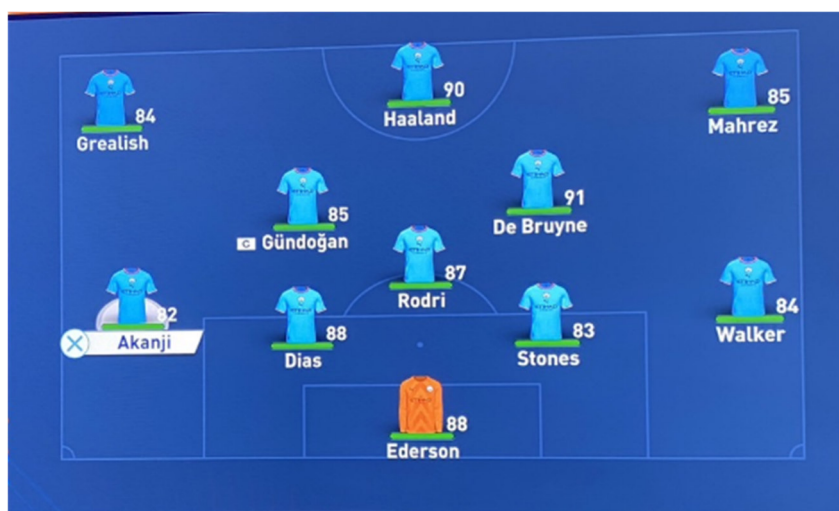 84
Grealish
90
Haaland
85
Mahrez
85
C Gündoğan
91
De Bruyne
87
Rodri
82
Akanji
88
Dias
83
Stones
84
Walker
88
Ederson